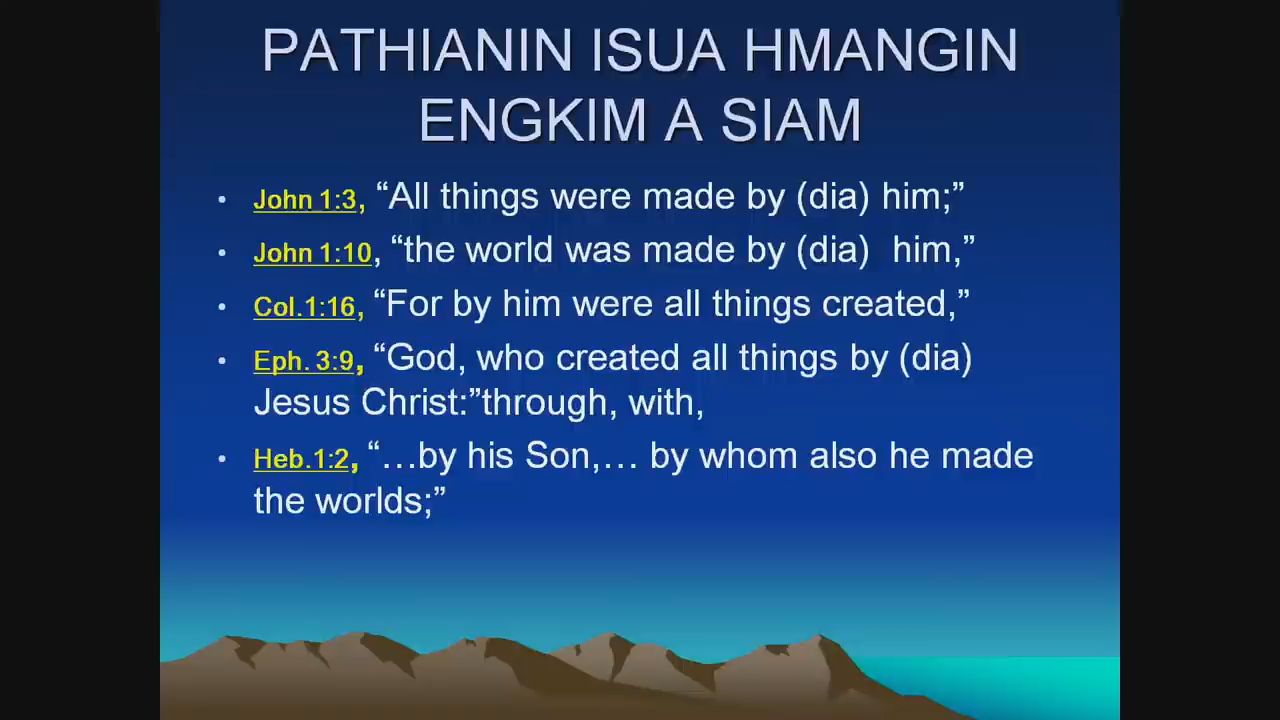 PATHIANIN ISUA HMANGIN
ENGKIM A SIAM
• John 1:3, “All things were made by (dia) him;”
• John 1:10, “the world was made by (dia)  him,”
• Col.1:16, “For by him were all things created,”
• Eph. 3:9, “God, who created all things by (dia)
Jesus Christ:”through, with,
• Heb.1:2, “…by his Son,… by whom also he made
the worlds;”